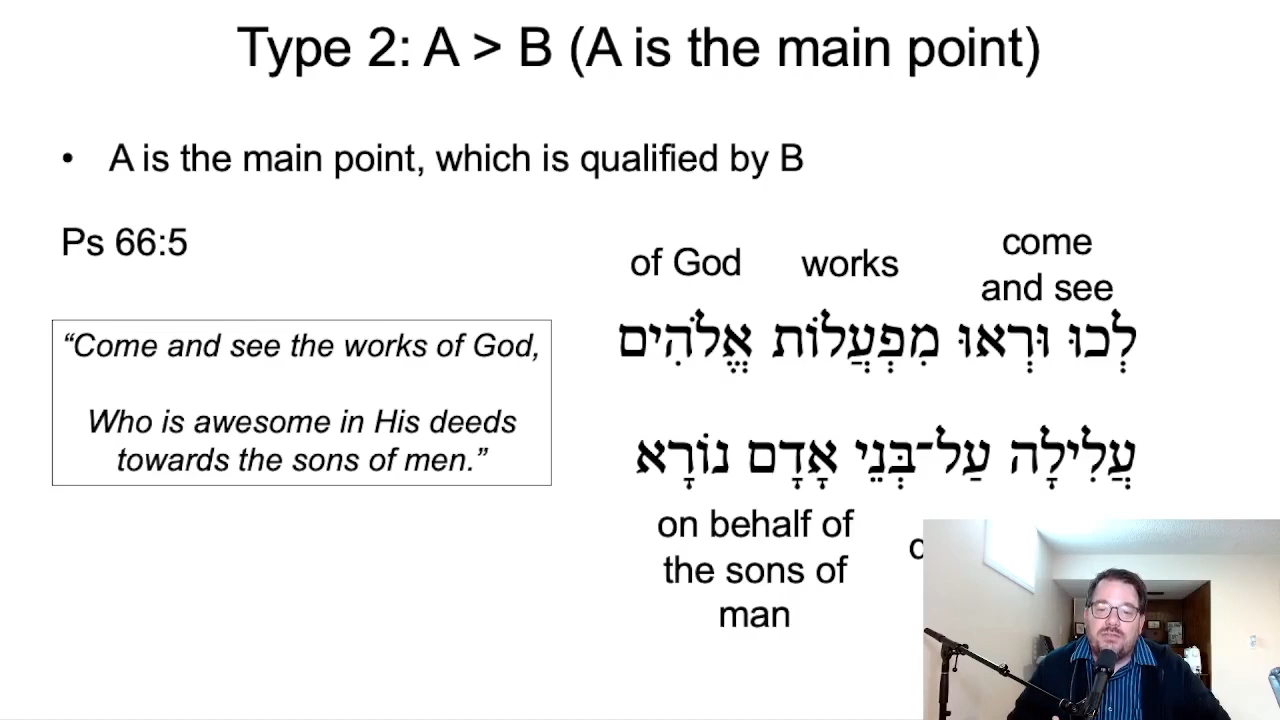 Type 2: A > B (A is the main point)
• A is the main point, which is qualified by B
Ps 66:5
“Come and see the works of God,
Who is awesome in His deeds
towards the sons of men.”
of God
works
come
and see
לְכוּ וּרְאוּ מִפְעֲלוֹת אֱלֹהִים
עֲלִילָה עַל־בְּנֵי אָדָם נוֹרָא
on behalf of
the sons of
man